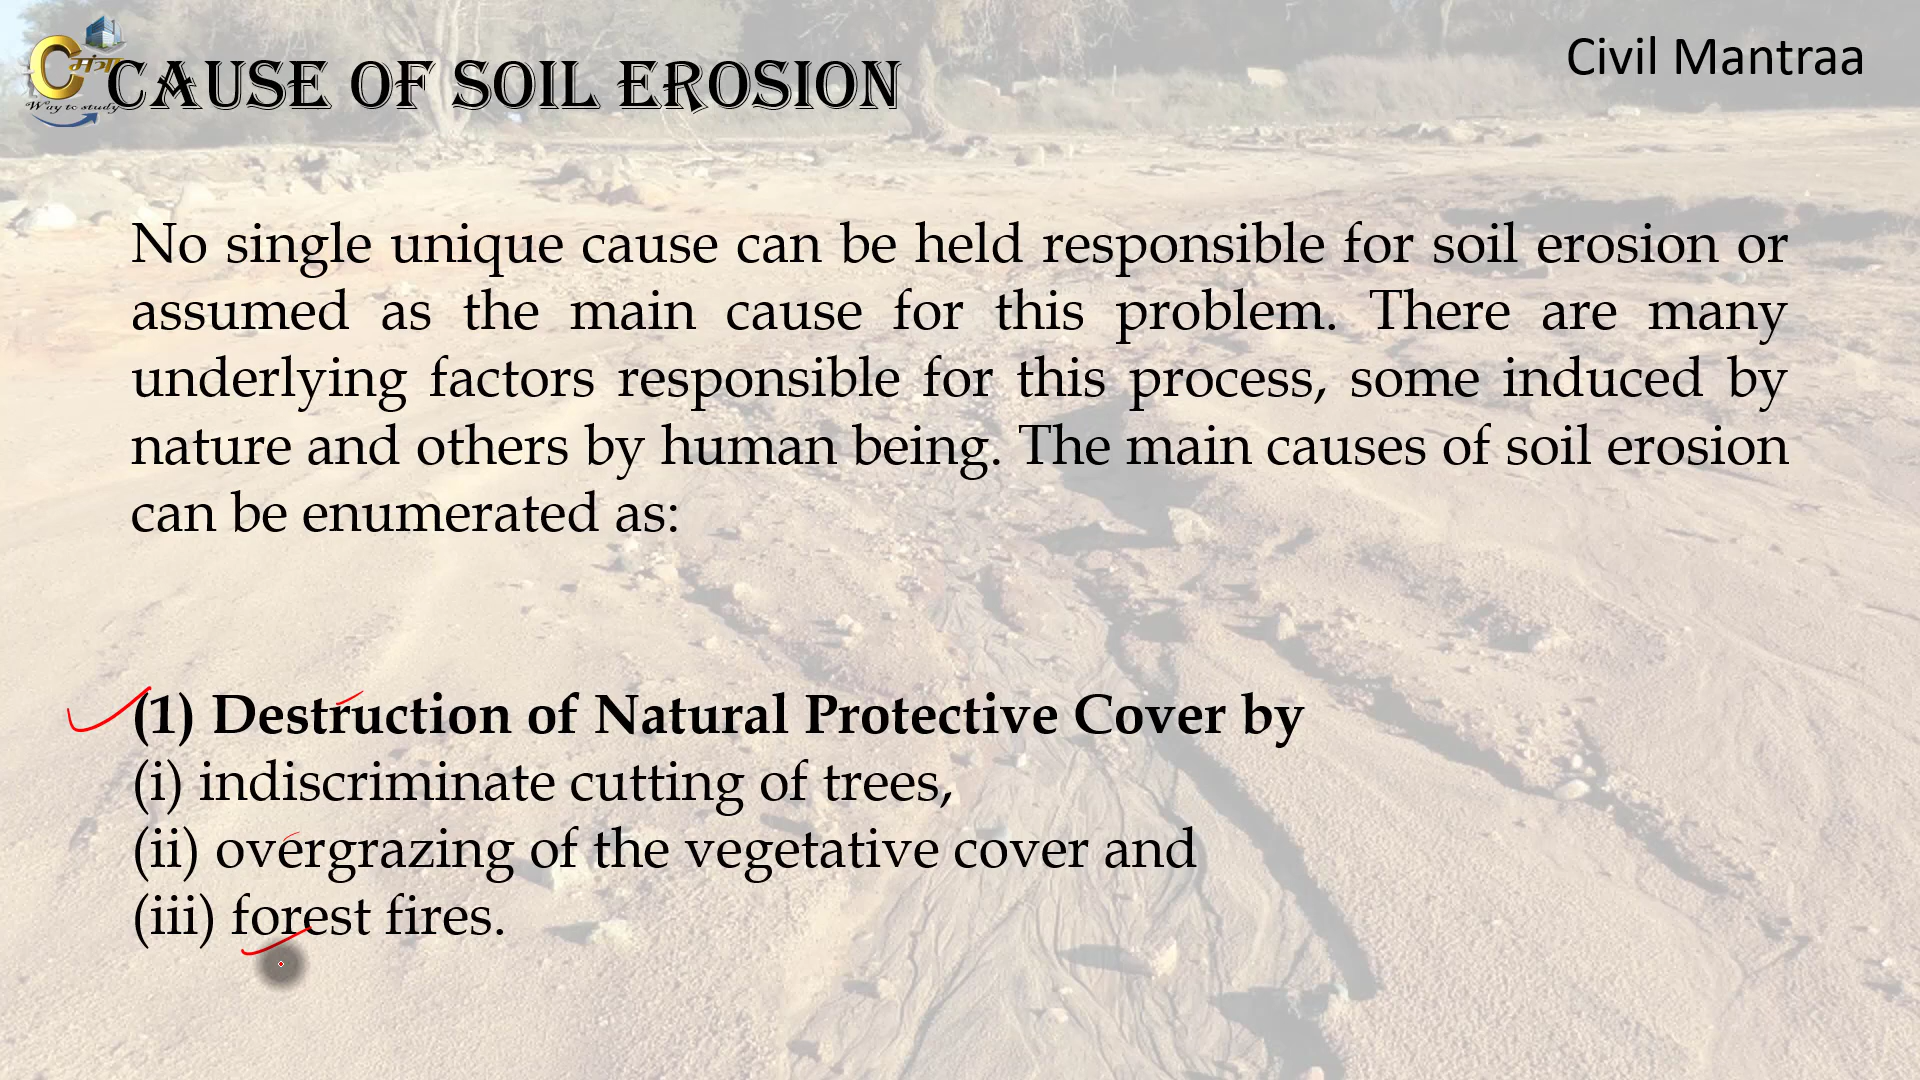 C मंत्रा
Way to study
CAUSE OF SOIL EROSION
Civil Mantraa
No single unique cause can be held responsible for soil erosion or
assumed as the main cause for this problem. There are many
underlying factors responsible for this process, some induced by
nature and others by human being. The main causes of soil erosion
can be enumerated as:
(1) Destruction of Natural Protective Cover by
(i) indiscriminate cutting of trees,
(ii) overgrazing of the vegetative cover and
(iii) forest fires.